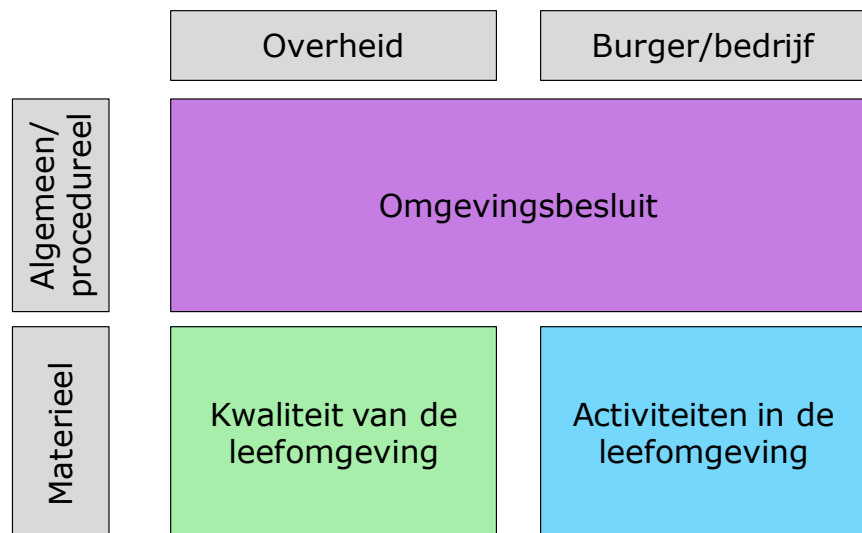 Overheid
Burger/bedrijf
Algemeen/
procedureel
Omgevingsbesluit
Materieel
Kwaliteit van de
leefomgeving
Activiteiten in de
leefomgeving